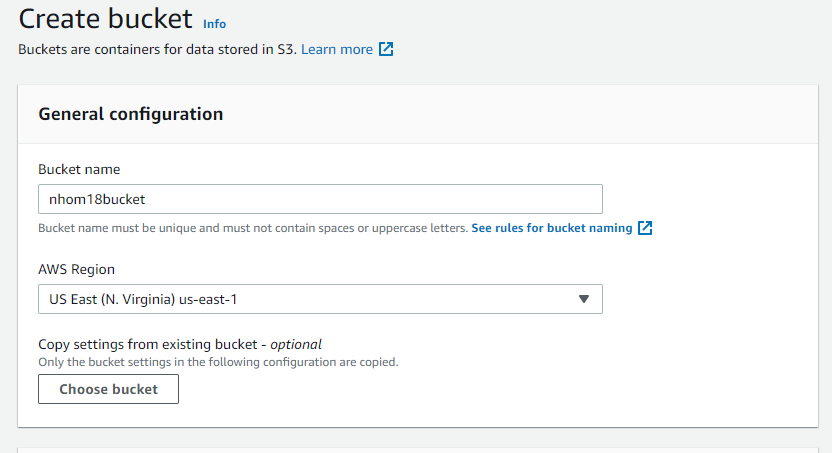 Create bucket Info
Buckets are containers for data stored in S3. Learn more
General configuration
Bucket name
nhom18bucket
Bucket name must be unique and must not contain spaces or uppercase letters. See rules for bucket naming
AWS Region
US East (N. Virginia) us-east-1
Copy settings from existing bucket - optional
Only the bucket settings in the following configuration are copied.
Choose bucket